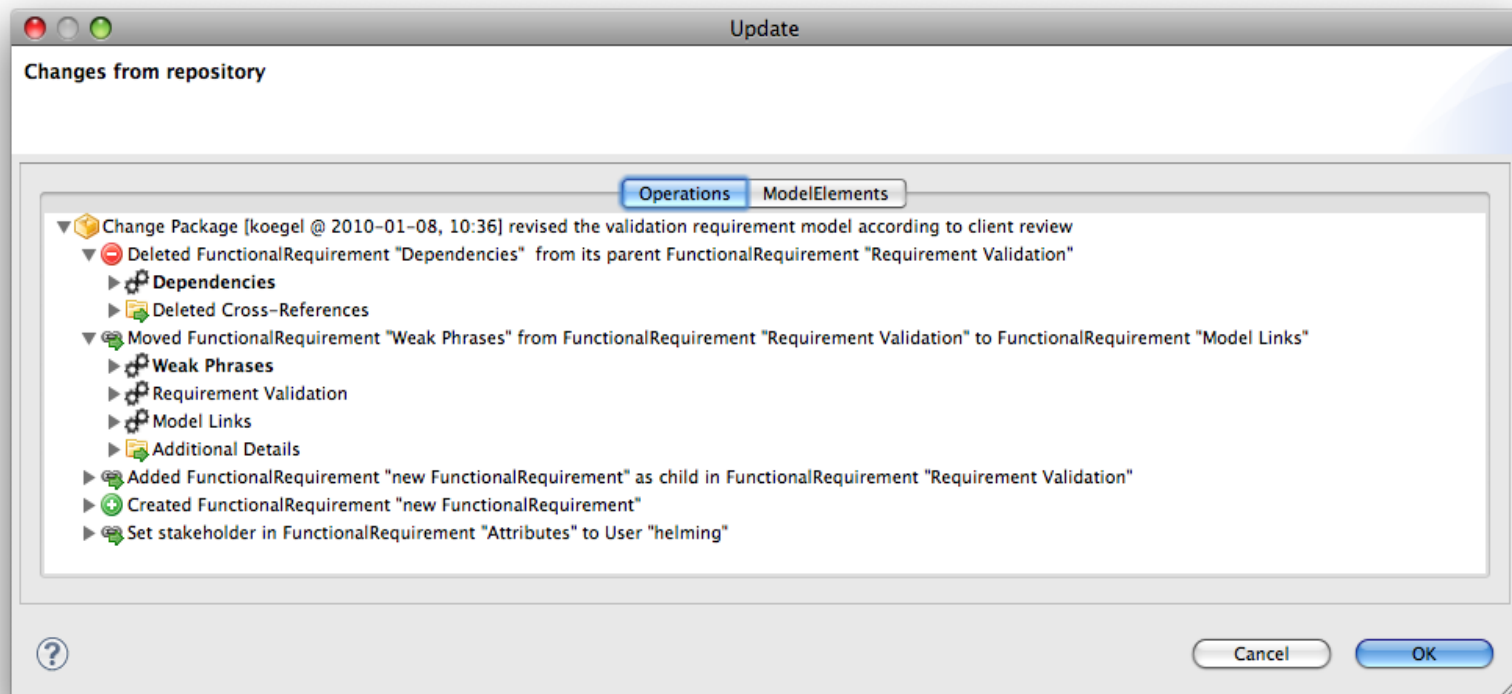 Update
Changes from repository
Operations ModelElements
Change Package [koegel @ 2010-01-08, 10:36] revised the validation requirement model according to client review
Deleted FunctionalRequirement "Dependencies" from its parent FunctionalRequirement "Requirement Validation"
Dependencies
Deleted Cross-References
Moved FunctionalRequirement "Weak Phrases" from FunctionalRequirement "Requirement Validation" to FunctionalRequirement "Model Links"
Weak Phrases
Requirement Validation
Model Links
Additional Details
Added FunctionalRequirement "new FunctionalRequirement" as child in FunctionalRequirement "Requirement Validation"
Created FunctionalRequirement "new FunctionalRequirement"
Set stakeholder in FunctionalRequirement "Attributes" to User "helming"
? Cancel OK